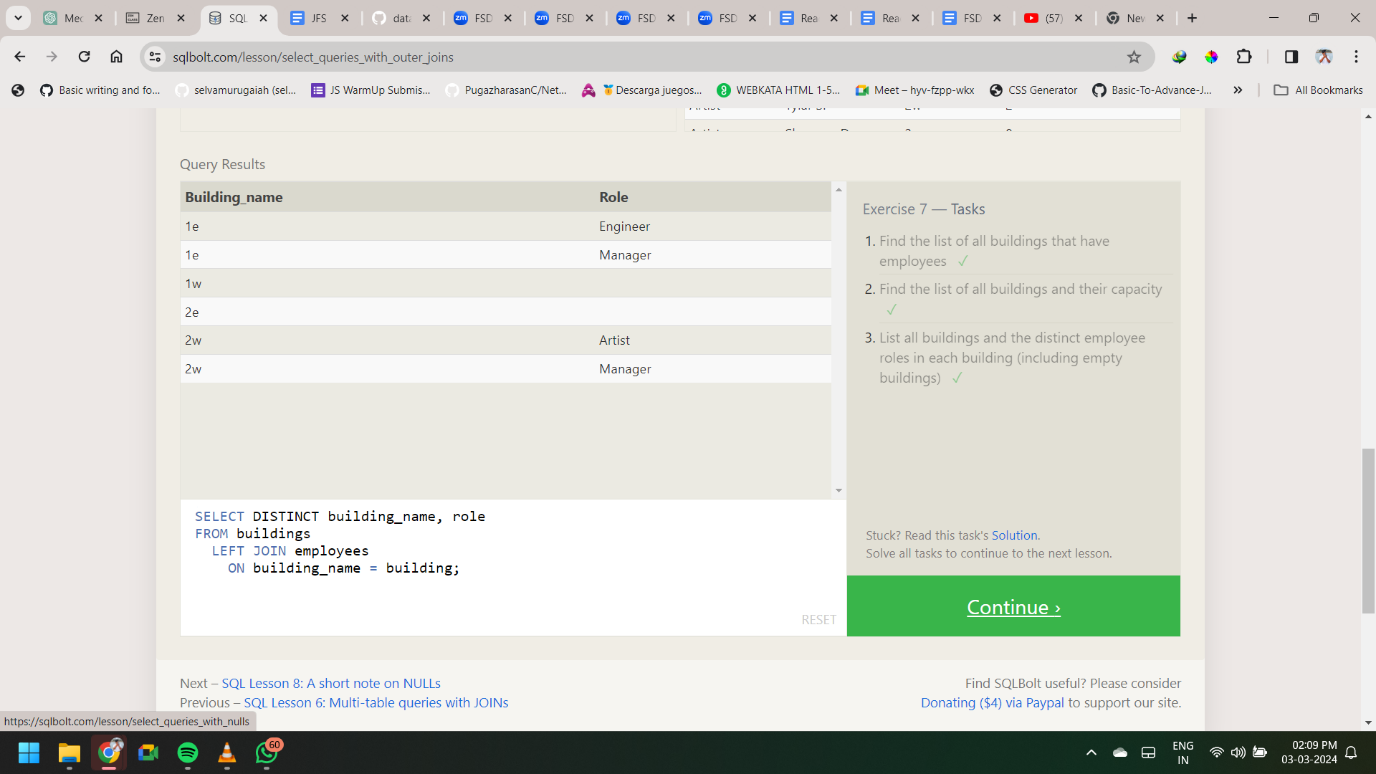 Mec
Zen
SQL
JFS
data
FSD
FSD
FSD
FSD
Rea
Rea
FSD
(57)
New
sqlbolt.com/lesson/select_queries_with_outer_joins
Basic writing and fo...
selvamurugaiah (sel...
JS WarmUp Submis...
PugazharasanC/Net...
Descarga juegos...
WEBKATA HTML 1-5...
Meet – hyv-fzpp-wkx
CSS Generator
Basic-To-Advance-J...
»
All Bookmarks
Query Results
Building_name Role
1e Engineer
1e Manager
1w
2e
2w Artist
2w Manager
SELECT DISTINCT building_name, role
FROM buildings
LEFT JOIN employees
ON building_name = building;
RESET
Exercise 7 — Tasks
1. Find the list of all buildings that have
employees ✓
2. Find the list of all buildings and their capacity
✓
3. List all buildings and the distinct employee
roles in each building (including empty
buildings) ✓
Stuck? Read this task's Solution.
Solve all tasks to continue to the next lesson.
Continue ›
Next – SQL Lesson 8: A short note on NULLs
Previous – SQL Lesson 6: Multi-table queries with JOINs
Find SQLBolt useful? Please consider
Donating ($4) via Paypal to support our site.
https://sqlbolt.com/lesson/select_queries_with_nulls
60
ENG
IN
02:09 PM
03-03-2024